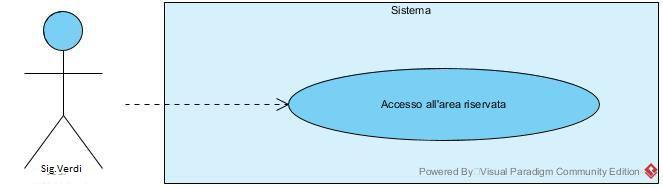 Sistema
Accesso all'area riservata
Sig.Verdi
Powered By Visual Paradigm Community Edition